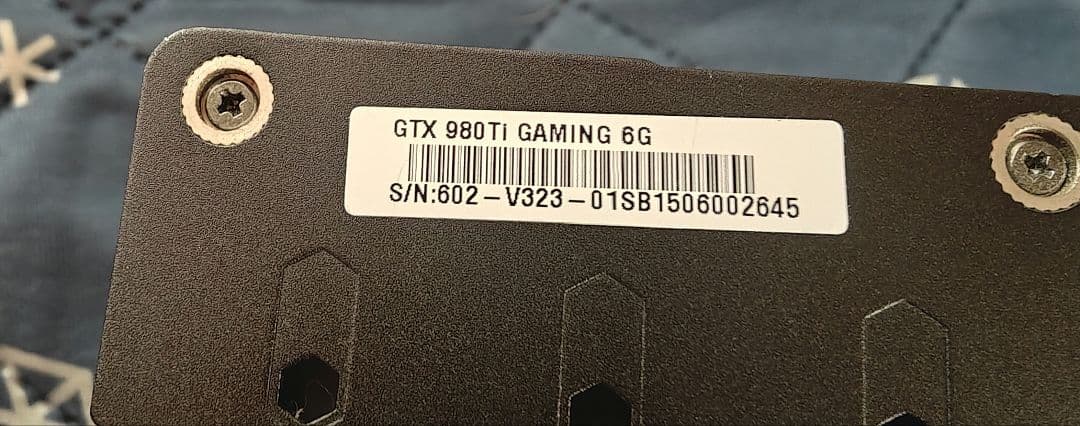 GTX 980Ti GAMING 6G
S/N:602-V323-01SB1506002645